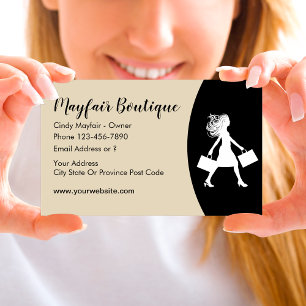 Mayfair Boutique
Cindy Mayfair - Owner
Phone 123-456-7890
Email Address or ?
Your Address
City State Or Province Post Code
www.yourwebsite.com